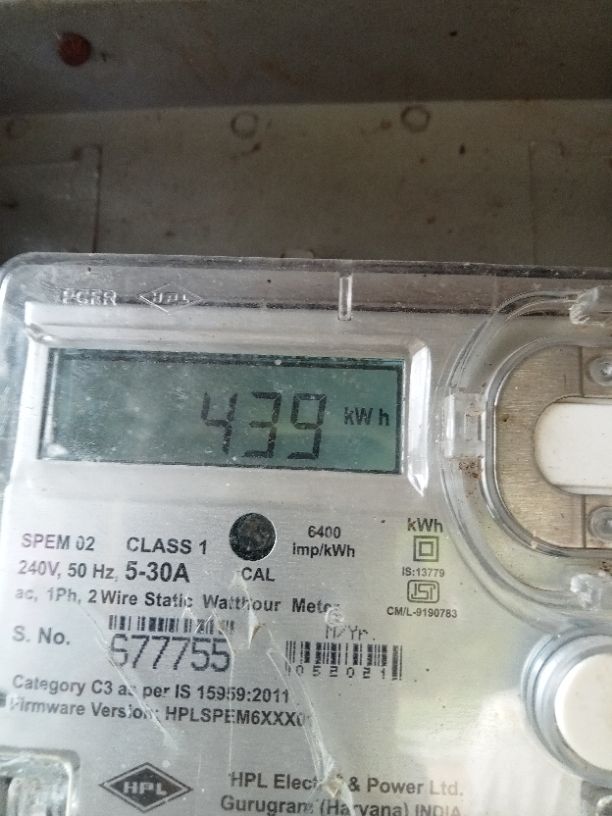 HPL
439 kWh
SPEM 02 CLASS 1
CAL
6400
imp/kWh
kWh
IS:13779
CM/L-9190783
240V, 50 Hz, 5-30A
ac, 1Ph, 2 Wire Static Watthour Meter
M/Yr.
S. No.
677755
052021
Category C3 as per IS 15959:2011
Firmware Version: HPLSPEM6XXX0
HPL
HPL & Power Ltd.
Gurugram (Haryana) INDIA